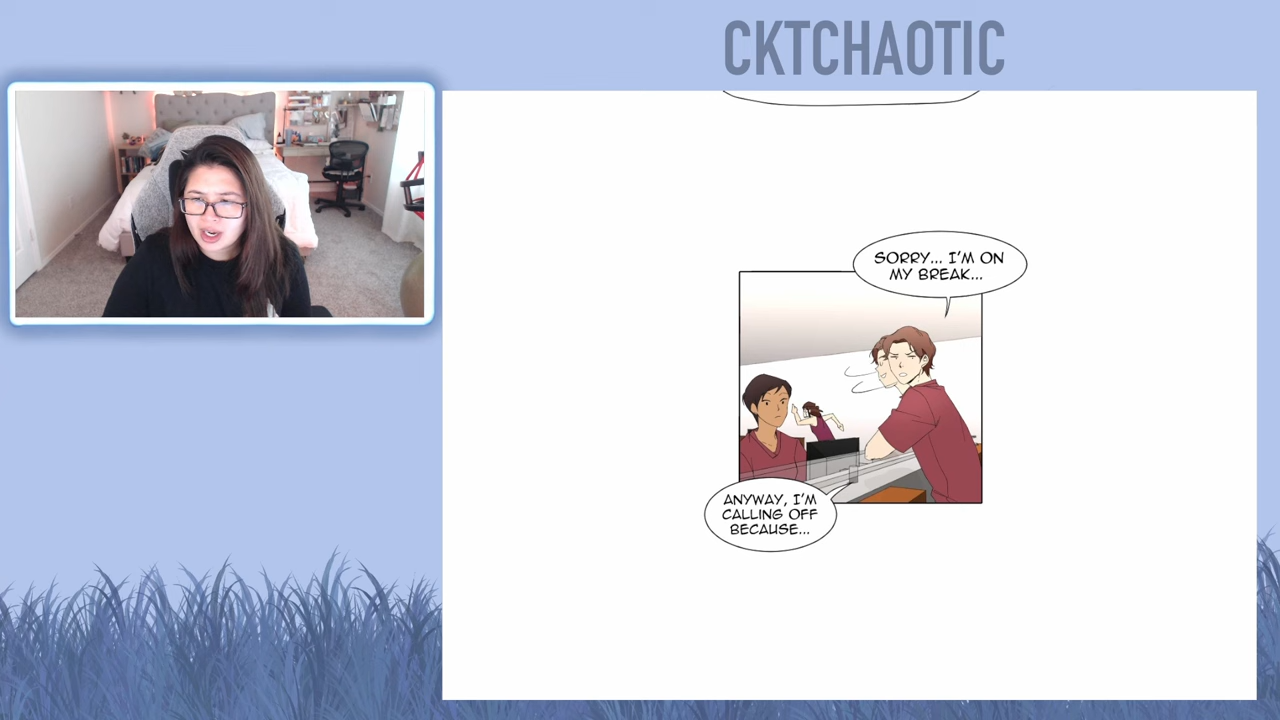 CKTCHAOTIC
SORRY... I'M ON
MY BREAK...
ANYWAY, I'M
CALLING OFF
BECAUSE...